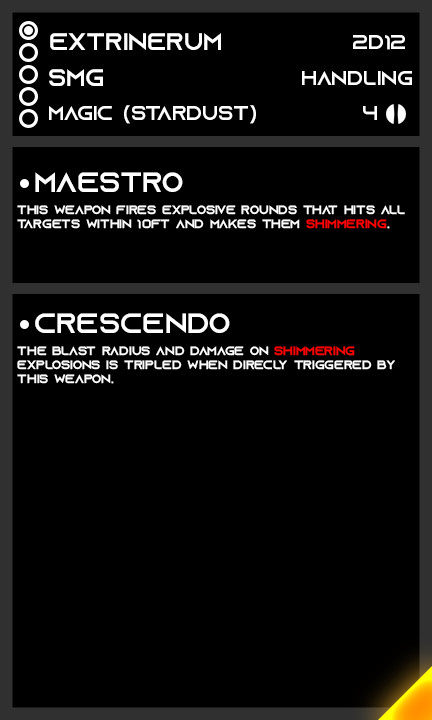 EXTRINERUM 2D12
SMG HANDLING
MAGIC (STARDUST) 4
•MAESTRO
THIS WEAPON FIRES EXPLOSIVE ROUNDS THAT HITS ALL
TARGETS WITHIN 10FT AND MAKES THEM SHIMMERING.
•CRESCENDO
THE BLAST RADIUS AND DAMAGE ON SHIMMERING
EXPLOSIONS IS TRIPLED WHEN DIRECLY TRIGGERED BY
THIS WEAPON.